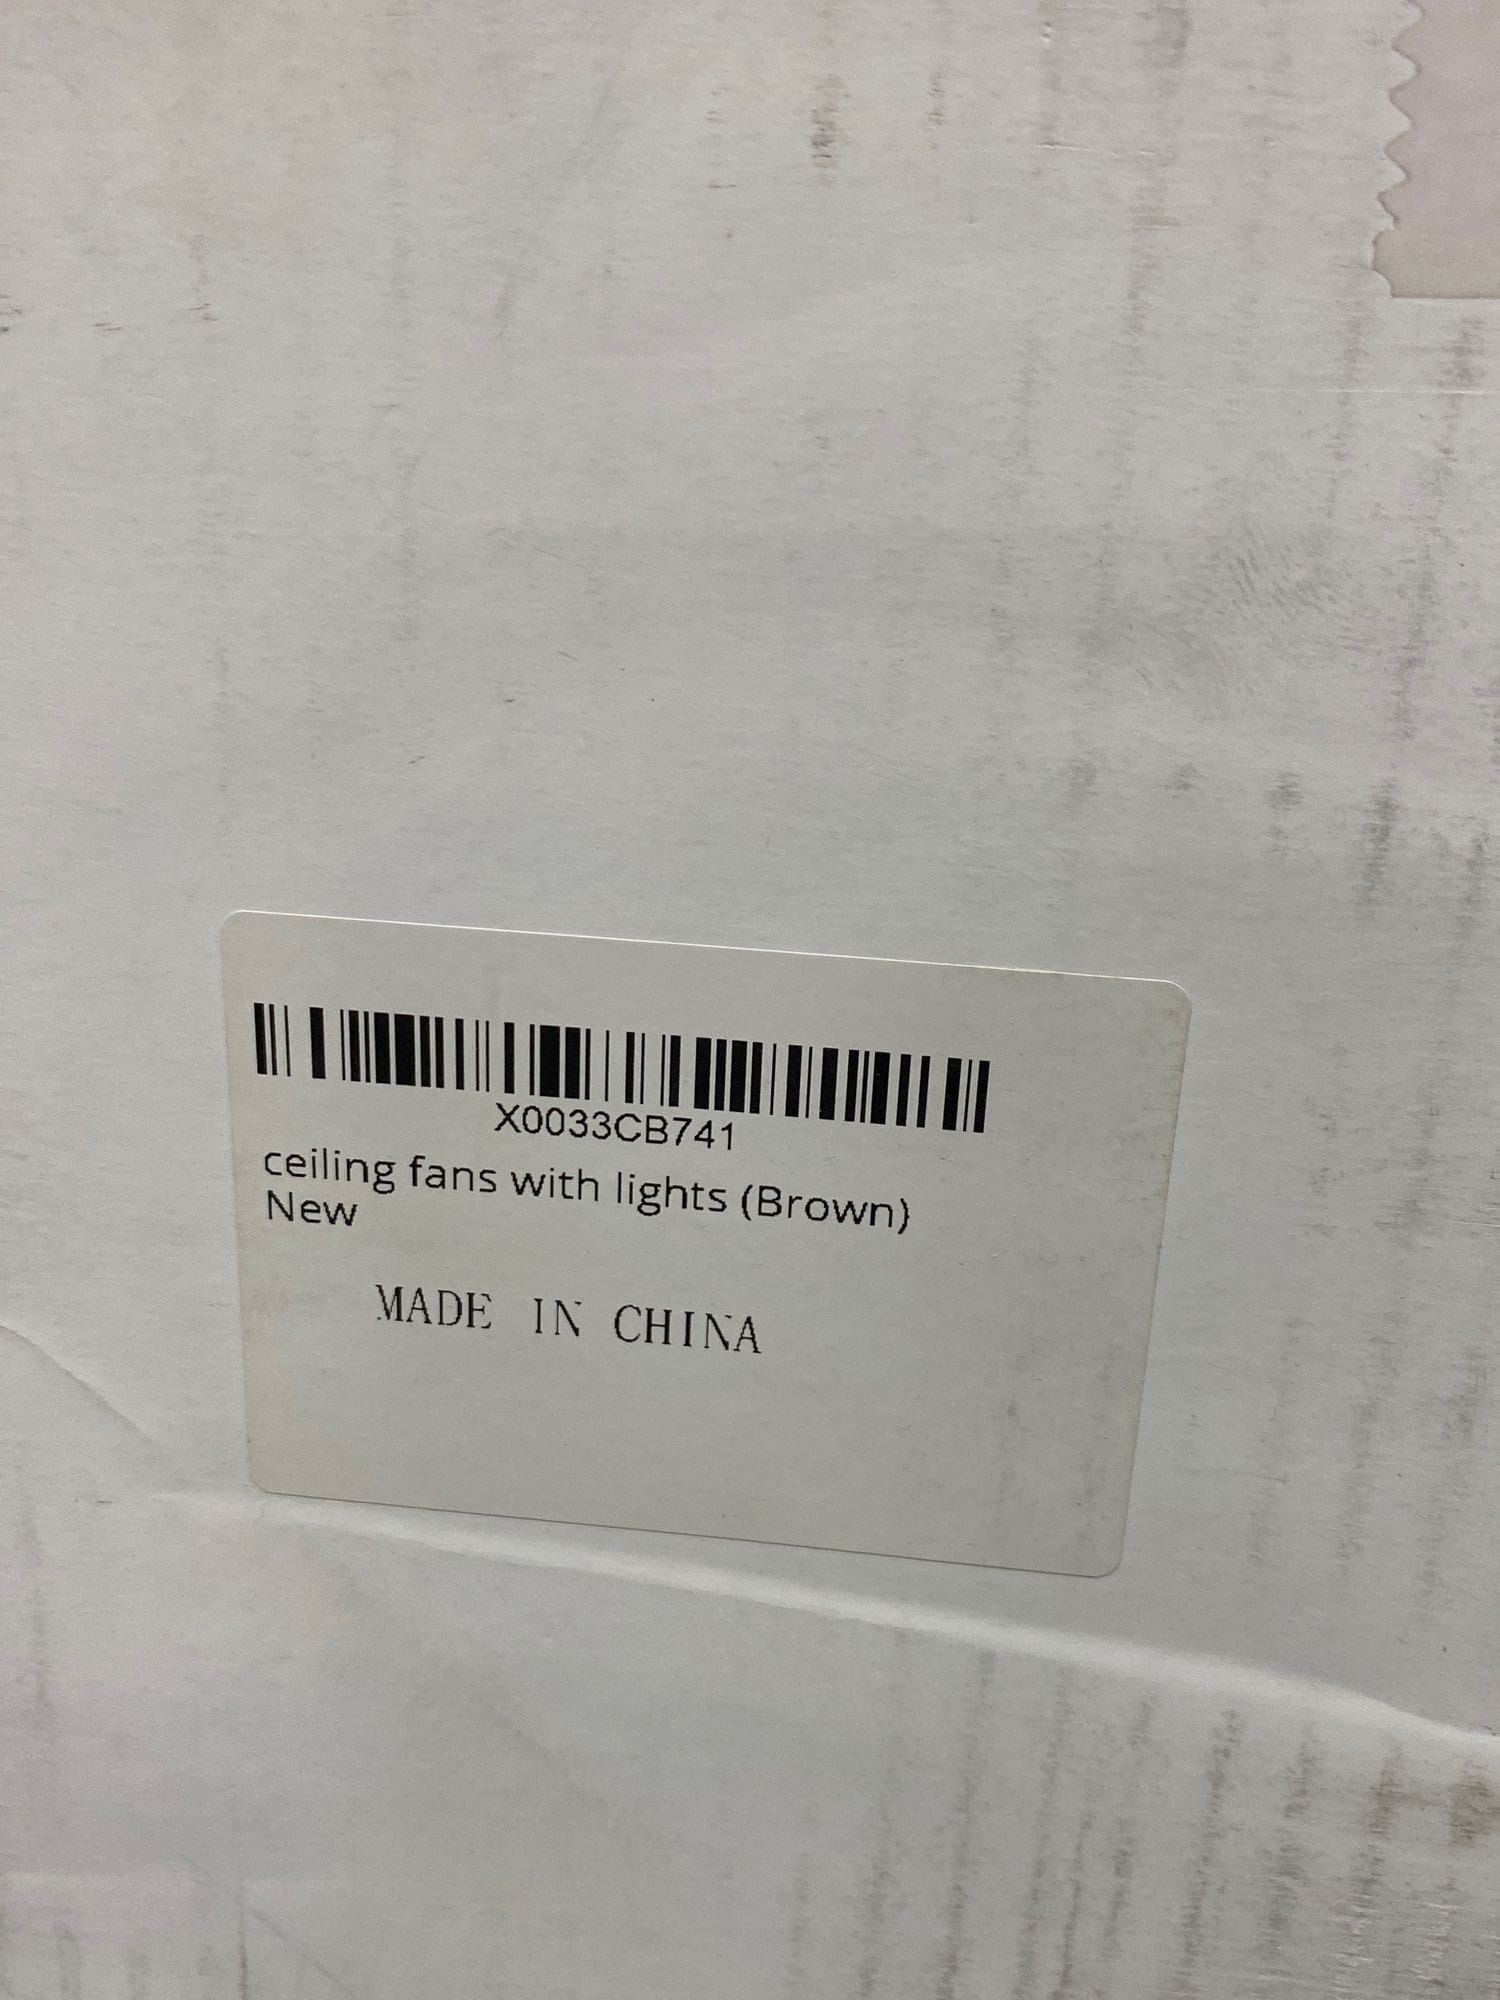 X0033CB741
ceiling fans with lights (Brown)
New
MADE IN CHINA